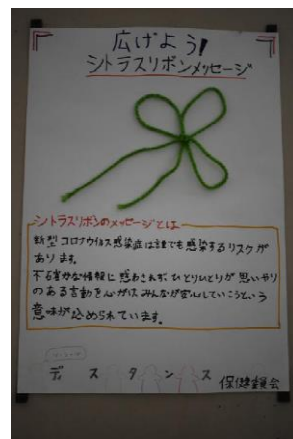 広げよう!
シトラスリボンメッセージ
シトラスリボンのメッセージとは
新型コロナウイルス感染症は誰でも感染するリスクが
あります。
不確かな情報に惑わされず、ひとりひとりが思いやり
のある言動を心がけ、みんなが安心していこうという
意味が込められています。
ディスタンス
保健委員会